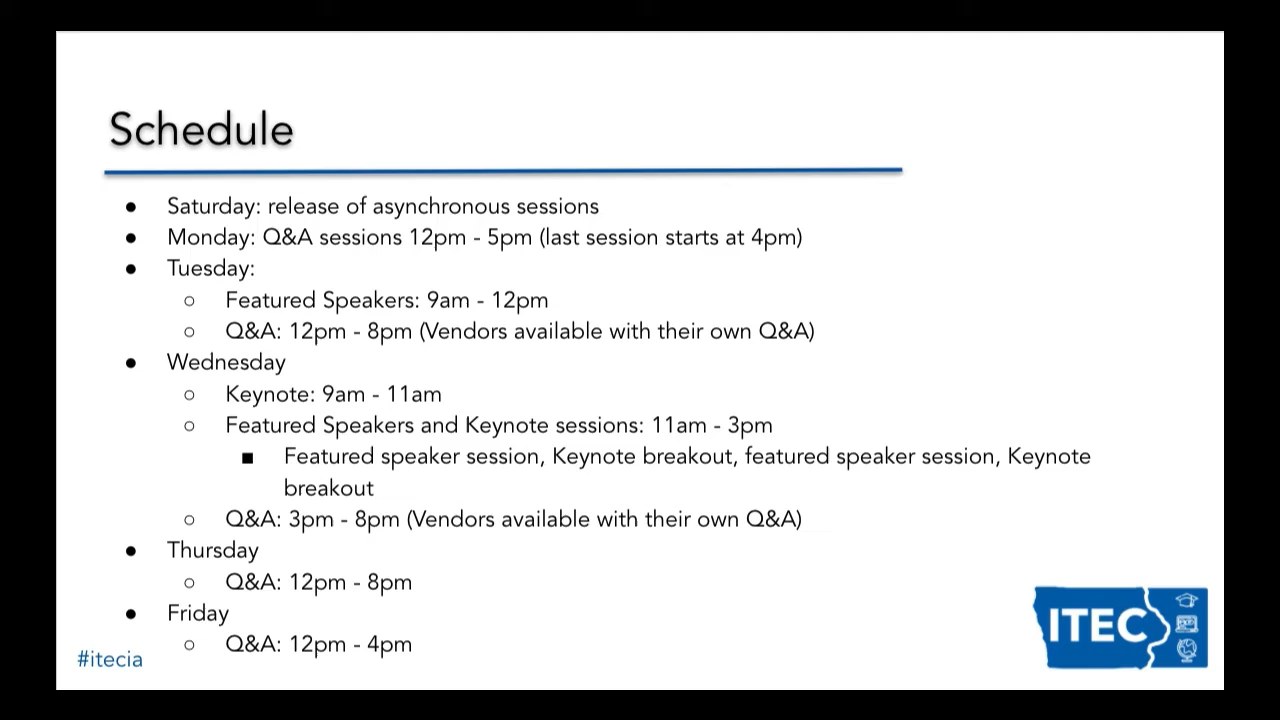 Schedule
● Saturday: release of asynchronous sessions
● Monday: Q&A sessions 12pm - 5pm (last session starts at 4pm)
● Tuesday:
○ Featured Speakers: 9am - 12pm
○ Q&A: 12pm - 8pm (Vendors available with their own Q&A)
● Wednesday
○ Keynote: 9am - 11am
○ Featured Speakers and Keynote sessions: 11am - 3pm
■ Featured speaker session, Keynote breakout, featured speaker session, Keynote
breakout
○ Q&A: 3pm - 8pm (Vendors available with their own Q&A)
● Thursday
○ Q&A: 12pm - 8pm
● Friday
○ Q&A: 12pm - 4pm
#itecia
ITEC